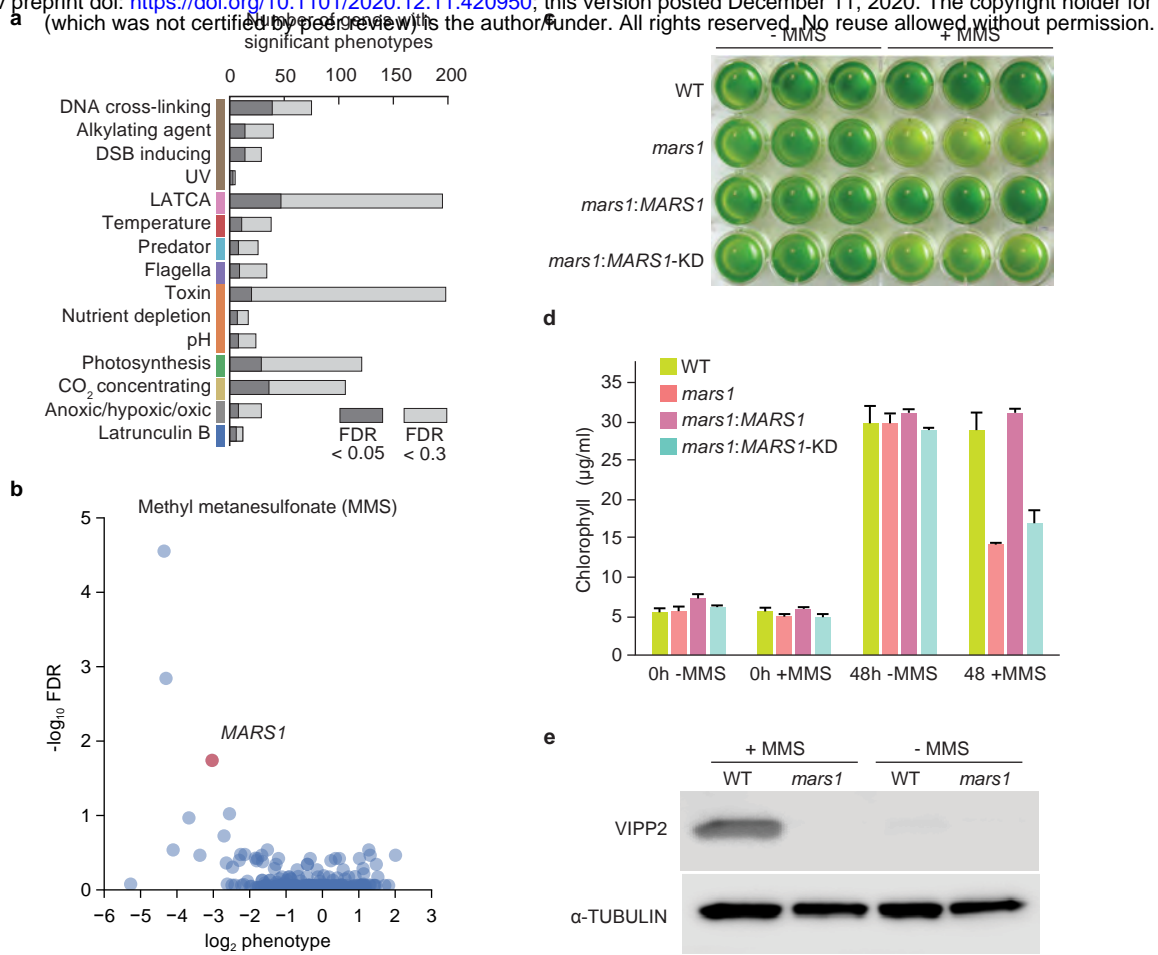 preprint doi: https://doi.org/10.1101/2020.12.11.420950; this version posted December 11, 2020. The copyright holder for
(which was not certified by peer review) is the author/funder. All rights reserved. No reuse allowed without permission.
a
Number of genes with
significant phenotypes
0 50 100 150 200
DNA cross-linking
Alkylating agent
DSB inducing
UV
LATCA
Temperature
Predator
Flagella
Toxin
Nutrient depletion
pH
Photosynthesis
CO2 concentrating
Anoxic/hypoxic/oxic
Latrunculin B
FDR
< 0.05
FDR
< 0.3
b
Methyl metanesulfonate (MMS)
-log10 FDR
5
4
3
2
1
0
MARS1
−6 −5 −4 −3 −2 −1 0 1 2 3
log2 phenotype
c
- MMS + MMS
WT
mars1
mars1:MARS1
mars1:MARS1-KD
d
Chlorophyll (µg/ml)
35
30
25
20
15
10
5
0
WT
mars1
mars1:MARS1
mars1:MARS1-KD
0h -MMS 0h +MMS 48h -MMS 48 +MMS
e
+ MMS - MMS
WT mars1 WT mars1
VIPP2
α-TUBULIN